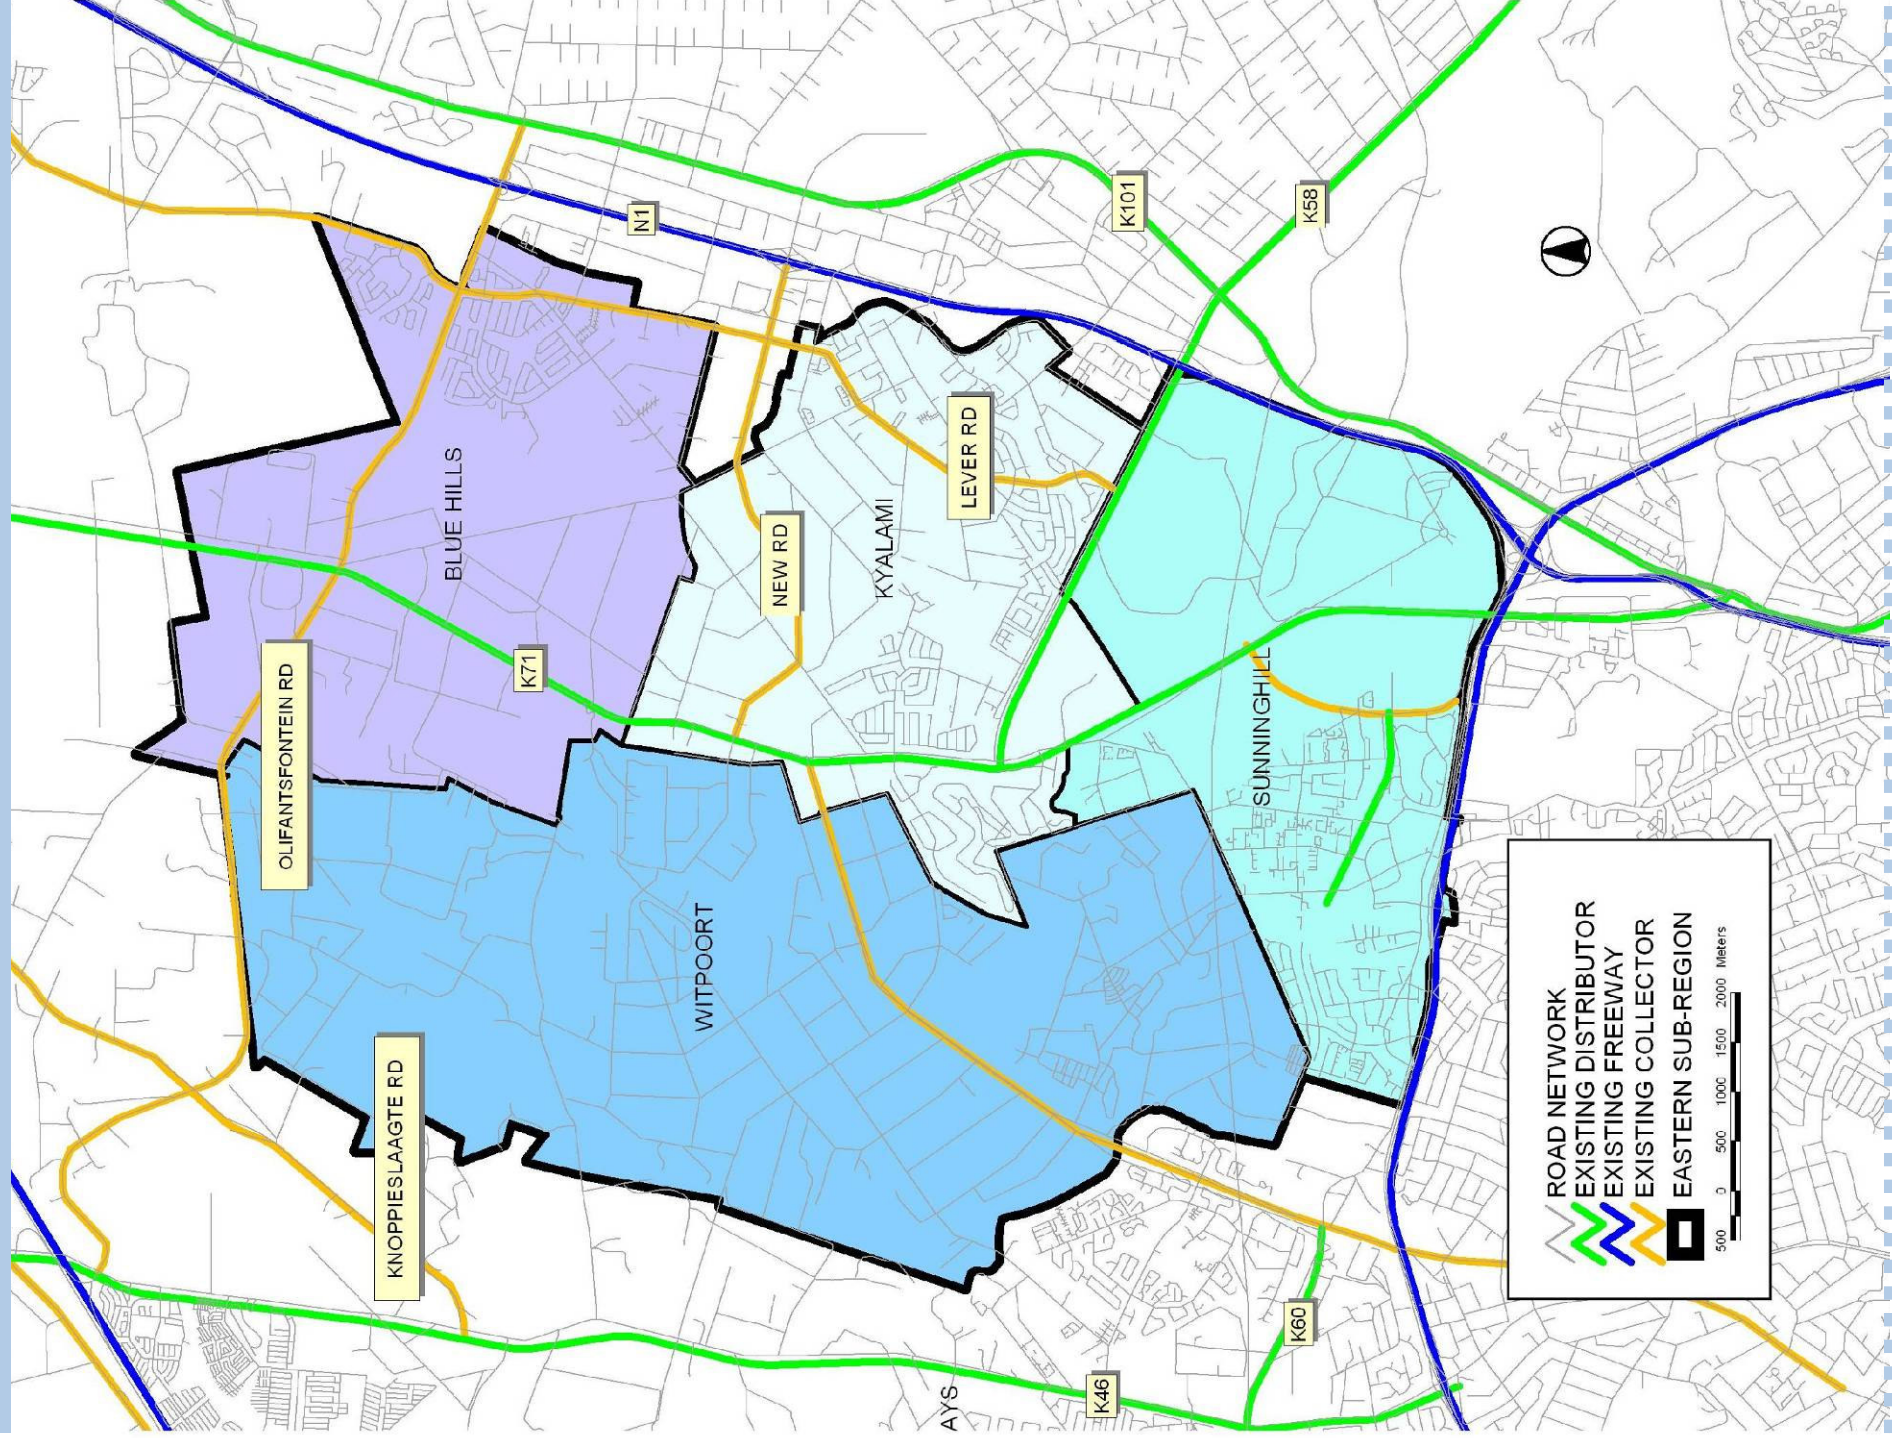 N1
K101
K58
BLUE HILLS
LEVER RD
KYALAMI
NEW RD
K71
OLIFANTSFONTEIN RD
SUNNINGHILL
WITPOORT
KNOPPIESLAAGTE RD
K60
K46
AYS
ROAD NETWORK
EXISTING DISTRIBUTOR
EXISTING FREEWAY
EXISTING COLLECTOR
EASTERN SUB-REGION
500 0 500 1000 1500 2000 Meters